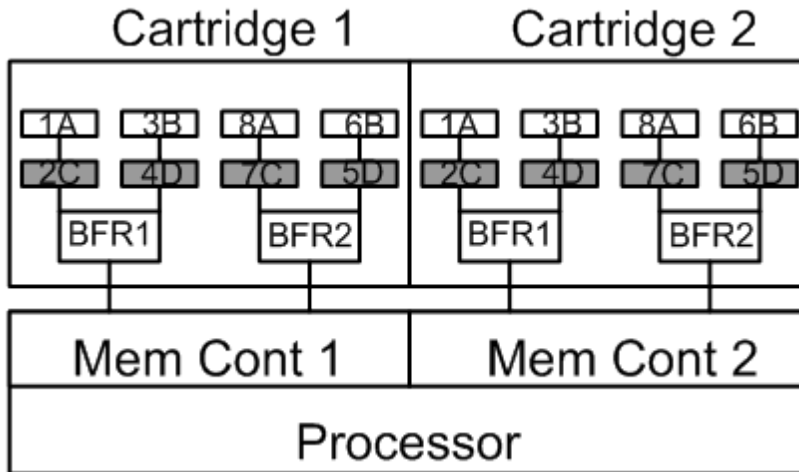 Cartridge 1 Cartridge 2
1A 3B 8A 6B 1A 3B 8A 6B
2C 4D 7C 5D 2C 4D 7C 5D
BFR1 BFR2 BFR1 BFR2
Mem Cont 1 Mem Cont 2
Processor